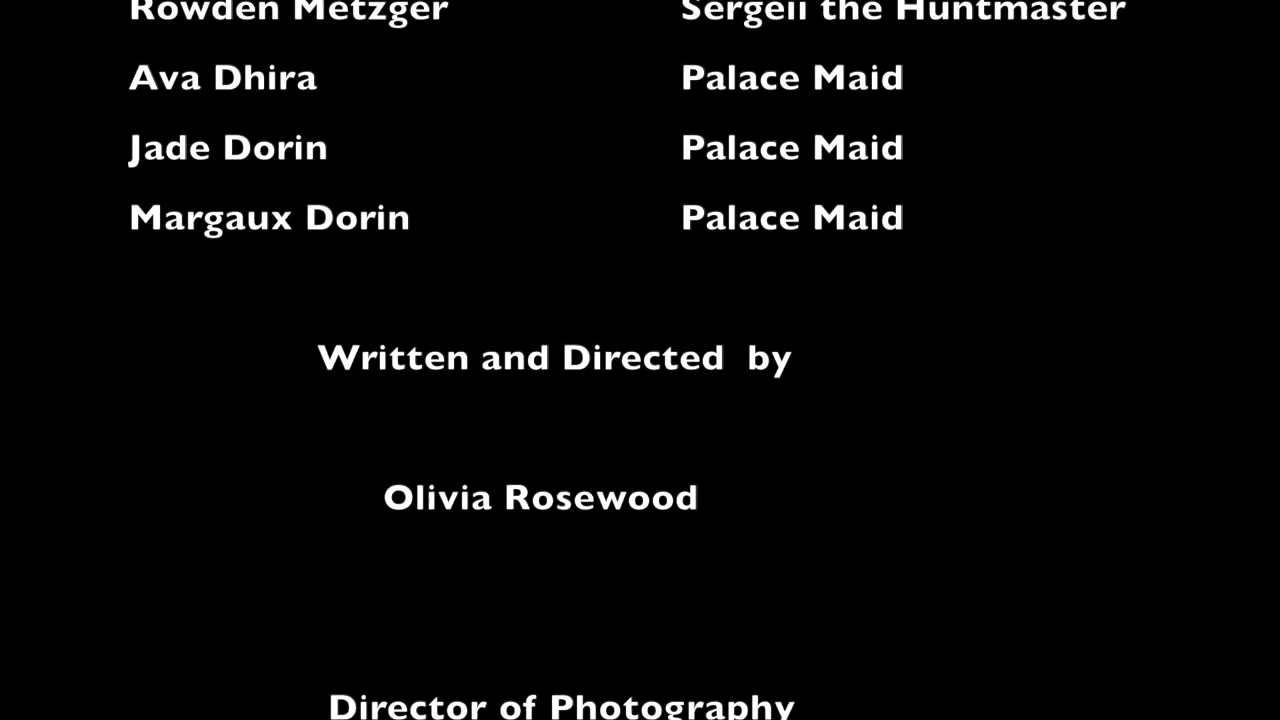 Rowden Metzger Sergeii the Huntmaster
Ava Dhira Palace Maid
Jade Dorin Palace Maid
Margaux Dorin Palace Maid
Written and Directed by
Olivia Rosewood
Director of Photography